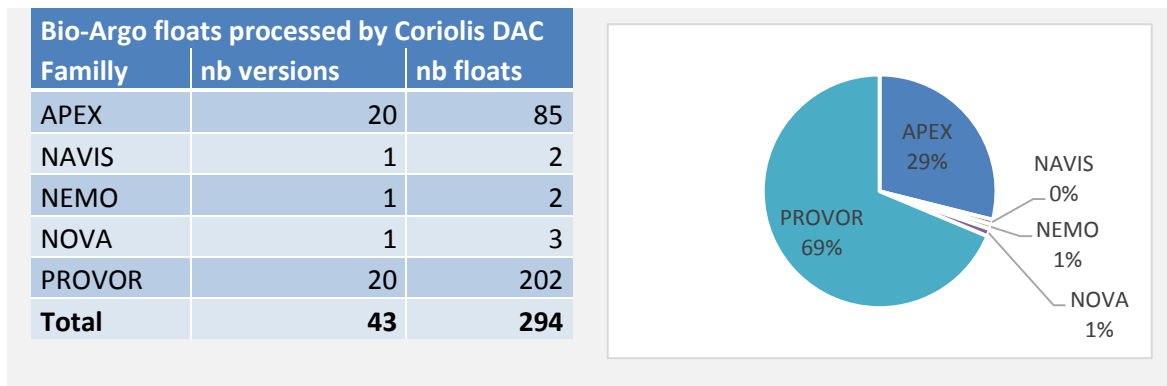 Bio-Argo floats processed by Coriolis DAC
Familly nb versions nb floats
APEX 20 85
NAVIS 1 2
NEMO 1 2
NOVA 1 3
PROVOR 20 202
Total 43 294
APEX
29%
NAVIS
0%
NEMO
1%
NOVA
1%
PROVOR
69%